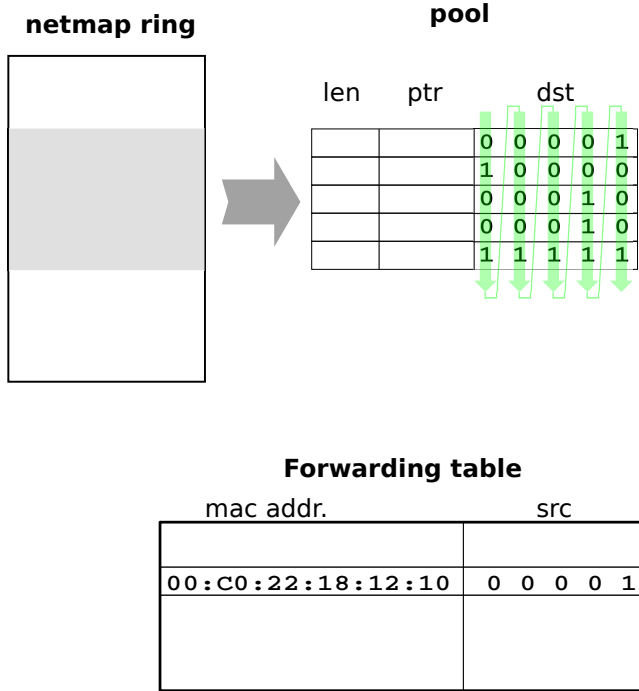 netmap ring
pool
len ptr dst
0 0 0 0 1
1 0 0 0 0
0 0 0 1 0
0 0 0 1 0
1 1 1 1 1
Forwarding table
mac addr. src
00:C0:22:18:12:10 0 0 0 0 1